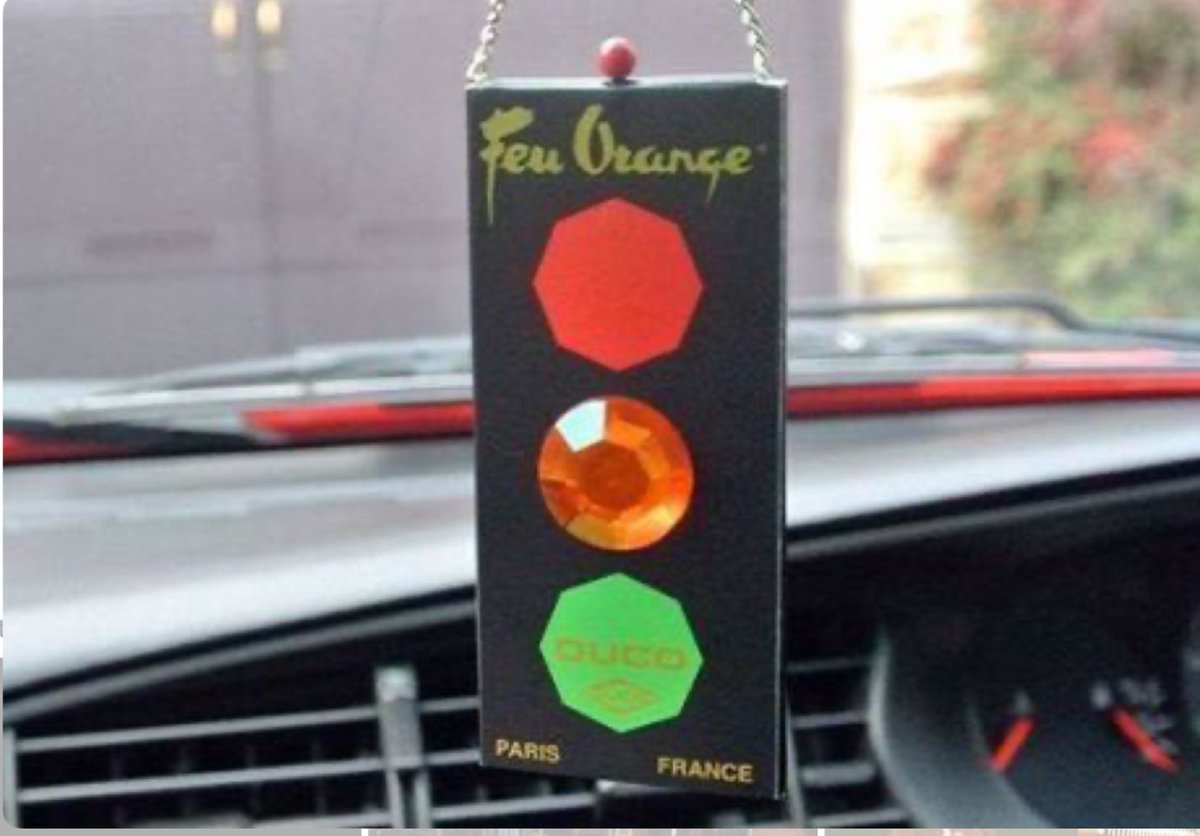 Feu Orange
DUCO
PARIS FRANCE